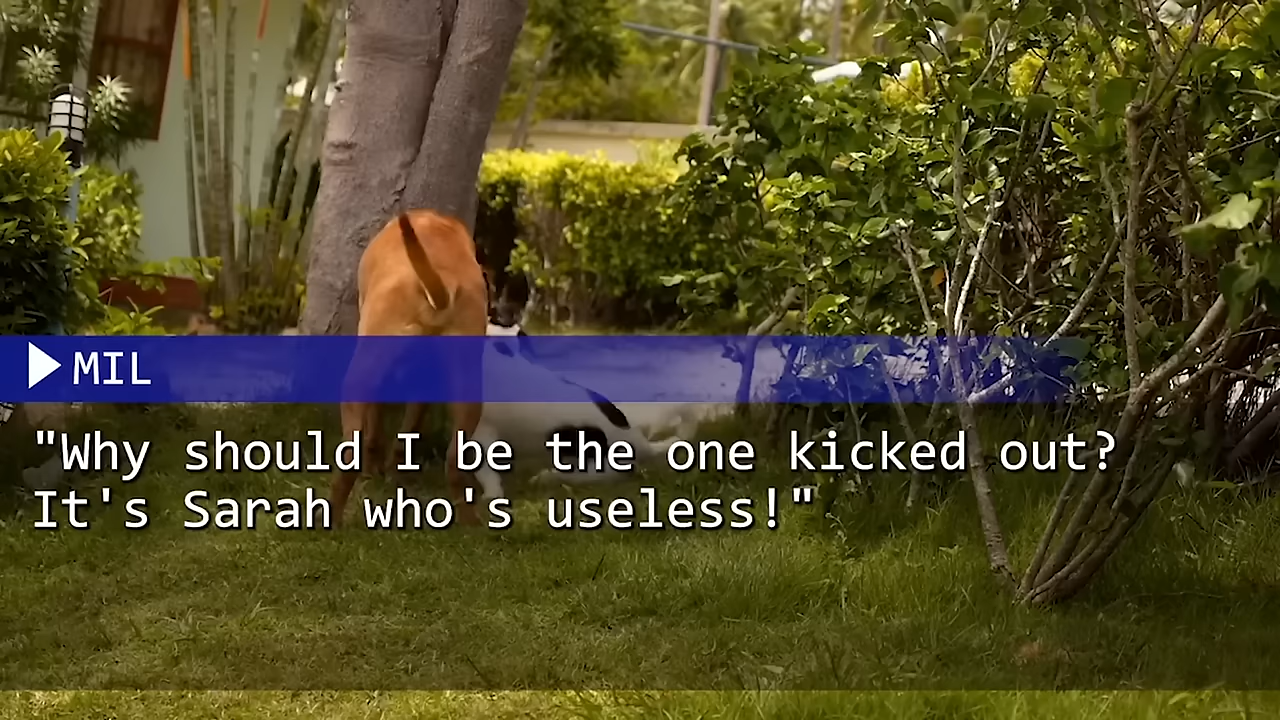 MIL
"Why should I be the one kicked out?
It's Sarah who's useless!"